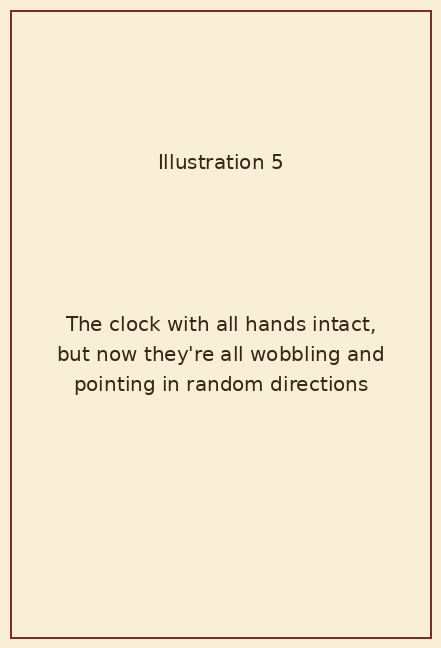 Illustration 5
The clock with all hands intact,
but now they're all wobbling and
pointing in random directions